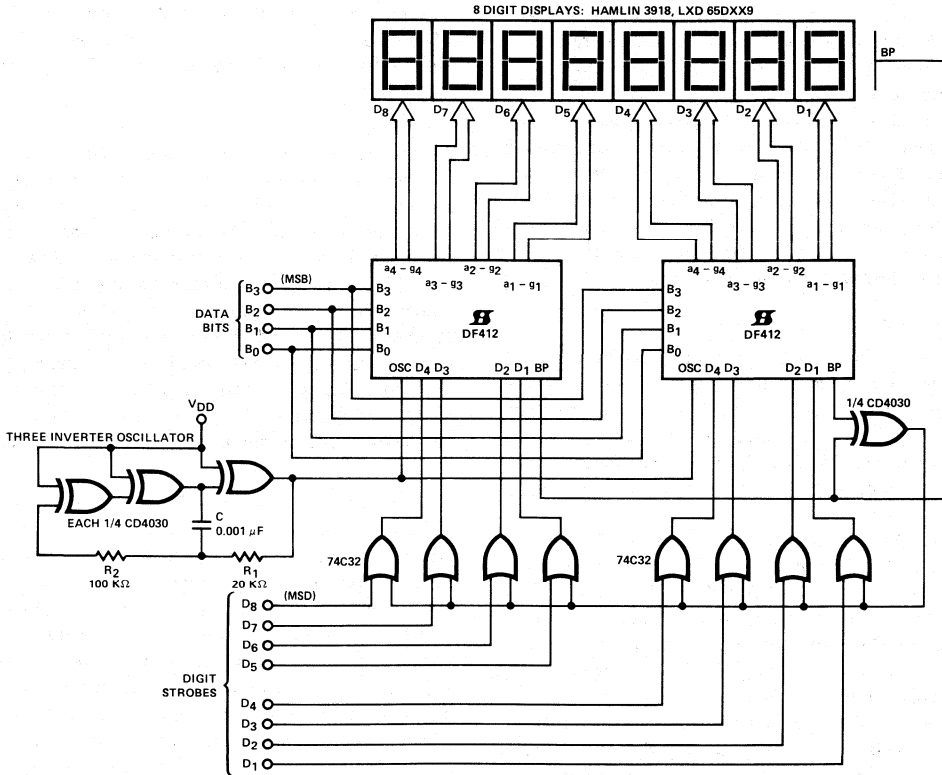 8 DIGIT DISPLAYS: HAMLIN 3918, LXD 65DXX9
BP
D8 D7 D6 D5 D4 D3 D2 D1
a4 – g4 a3 – g3 a2 – g2 a1 – g1
a4 – g4 a3 – g3 a2 – g2 a1 – g1
DATA BITS
B3 (MSB)
B2
B1
B0
B3
B2
B1
B0
DF412
OSC D4 D3 D2 D1 BP
B3
B2
B1
B0
DF412
OSC D4 D3 D2 D1 BP
1/4 CD4030
VDD
THREE INVERTER OSCILLATOR
EACH 1/4 CD4030
C
0.001 μF
R2
100 KΩ
R1
20 KΩ
74C32
74C32
DIGIT STROBES
D8 (MSD)
D7
D6
D5
D4
D3
D2
D1